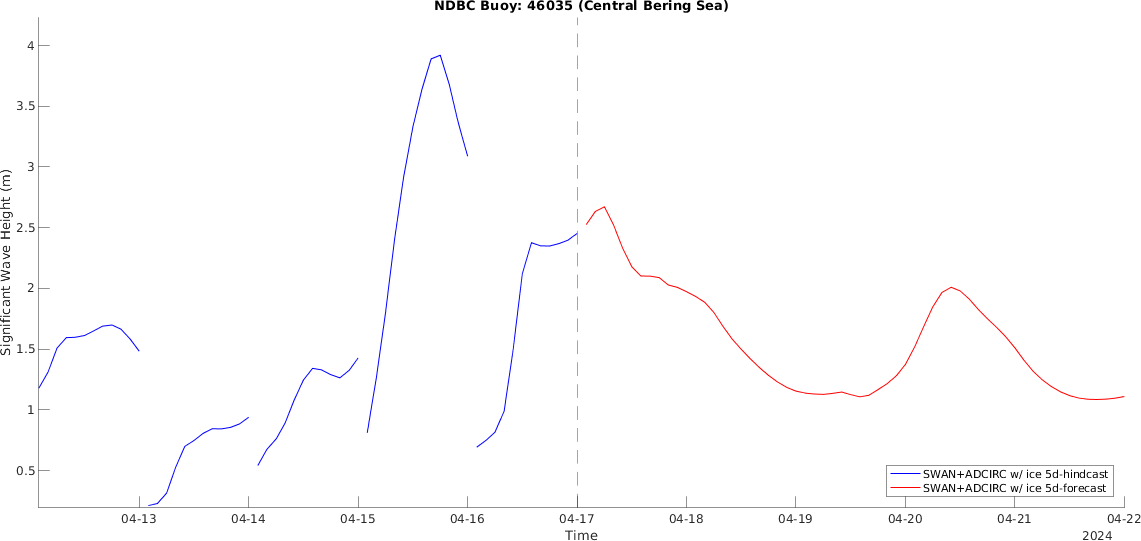 NDBC Buoy: 46035 (Central Bering Sea)
4
3.5
3
2.5
2
1.5
1
0.5
Significant Wave Height (m)
04-13 04-14 04-15 04-16 04-17 04-18 04-19 04-20 04-21 04-22
Time
2024
SWAN+ADCIRC w/ ice 5d-hindcast
SWAN+ADCIRC w/ ice 5d-forecast